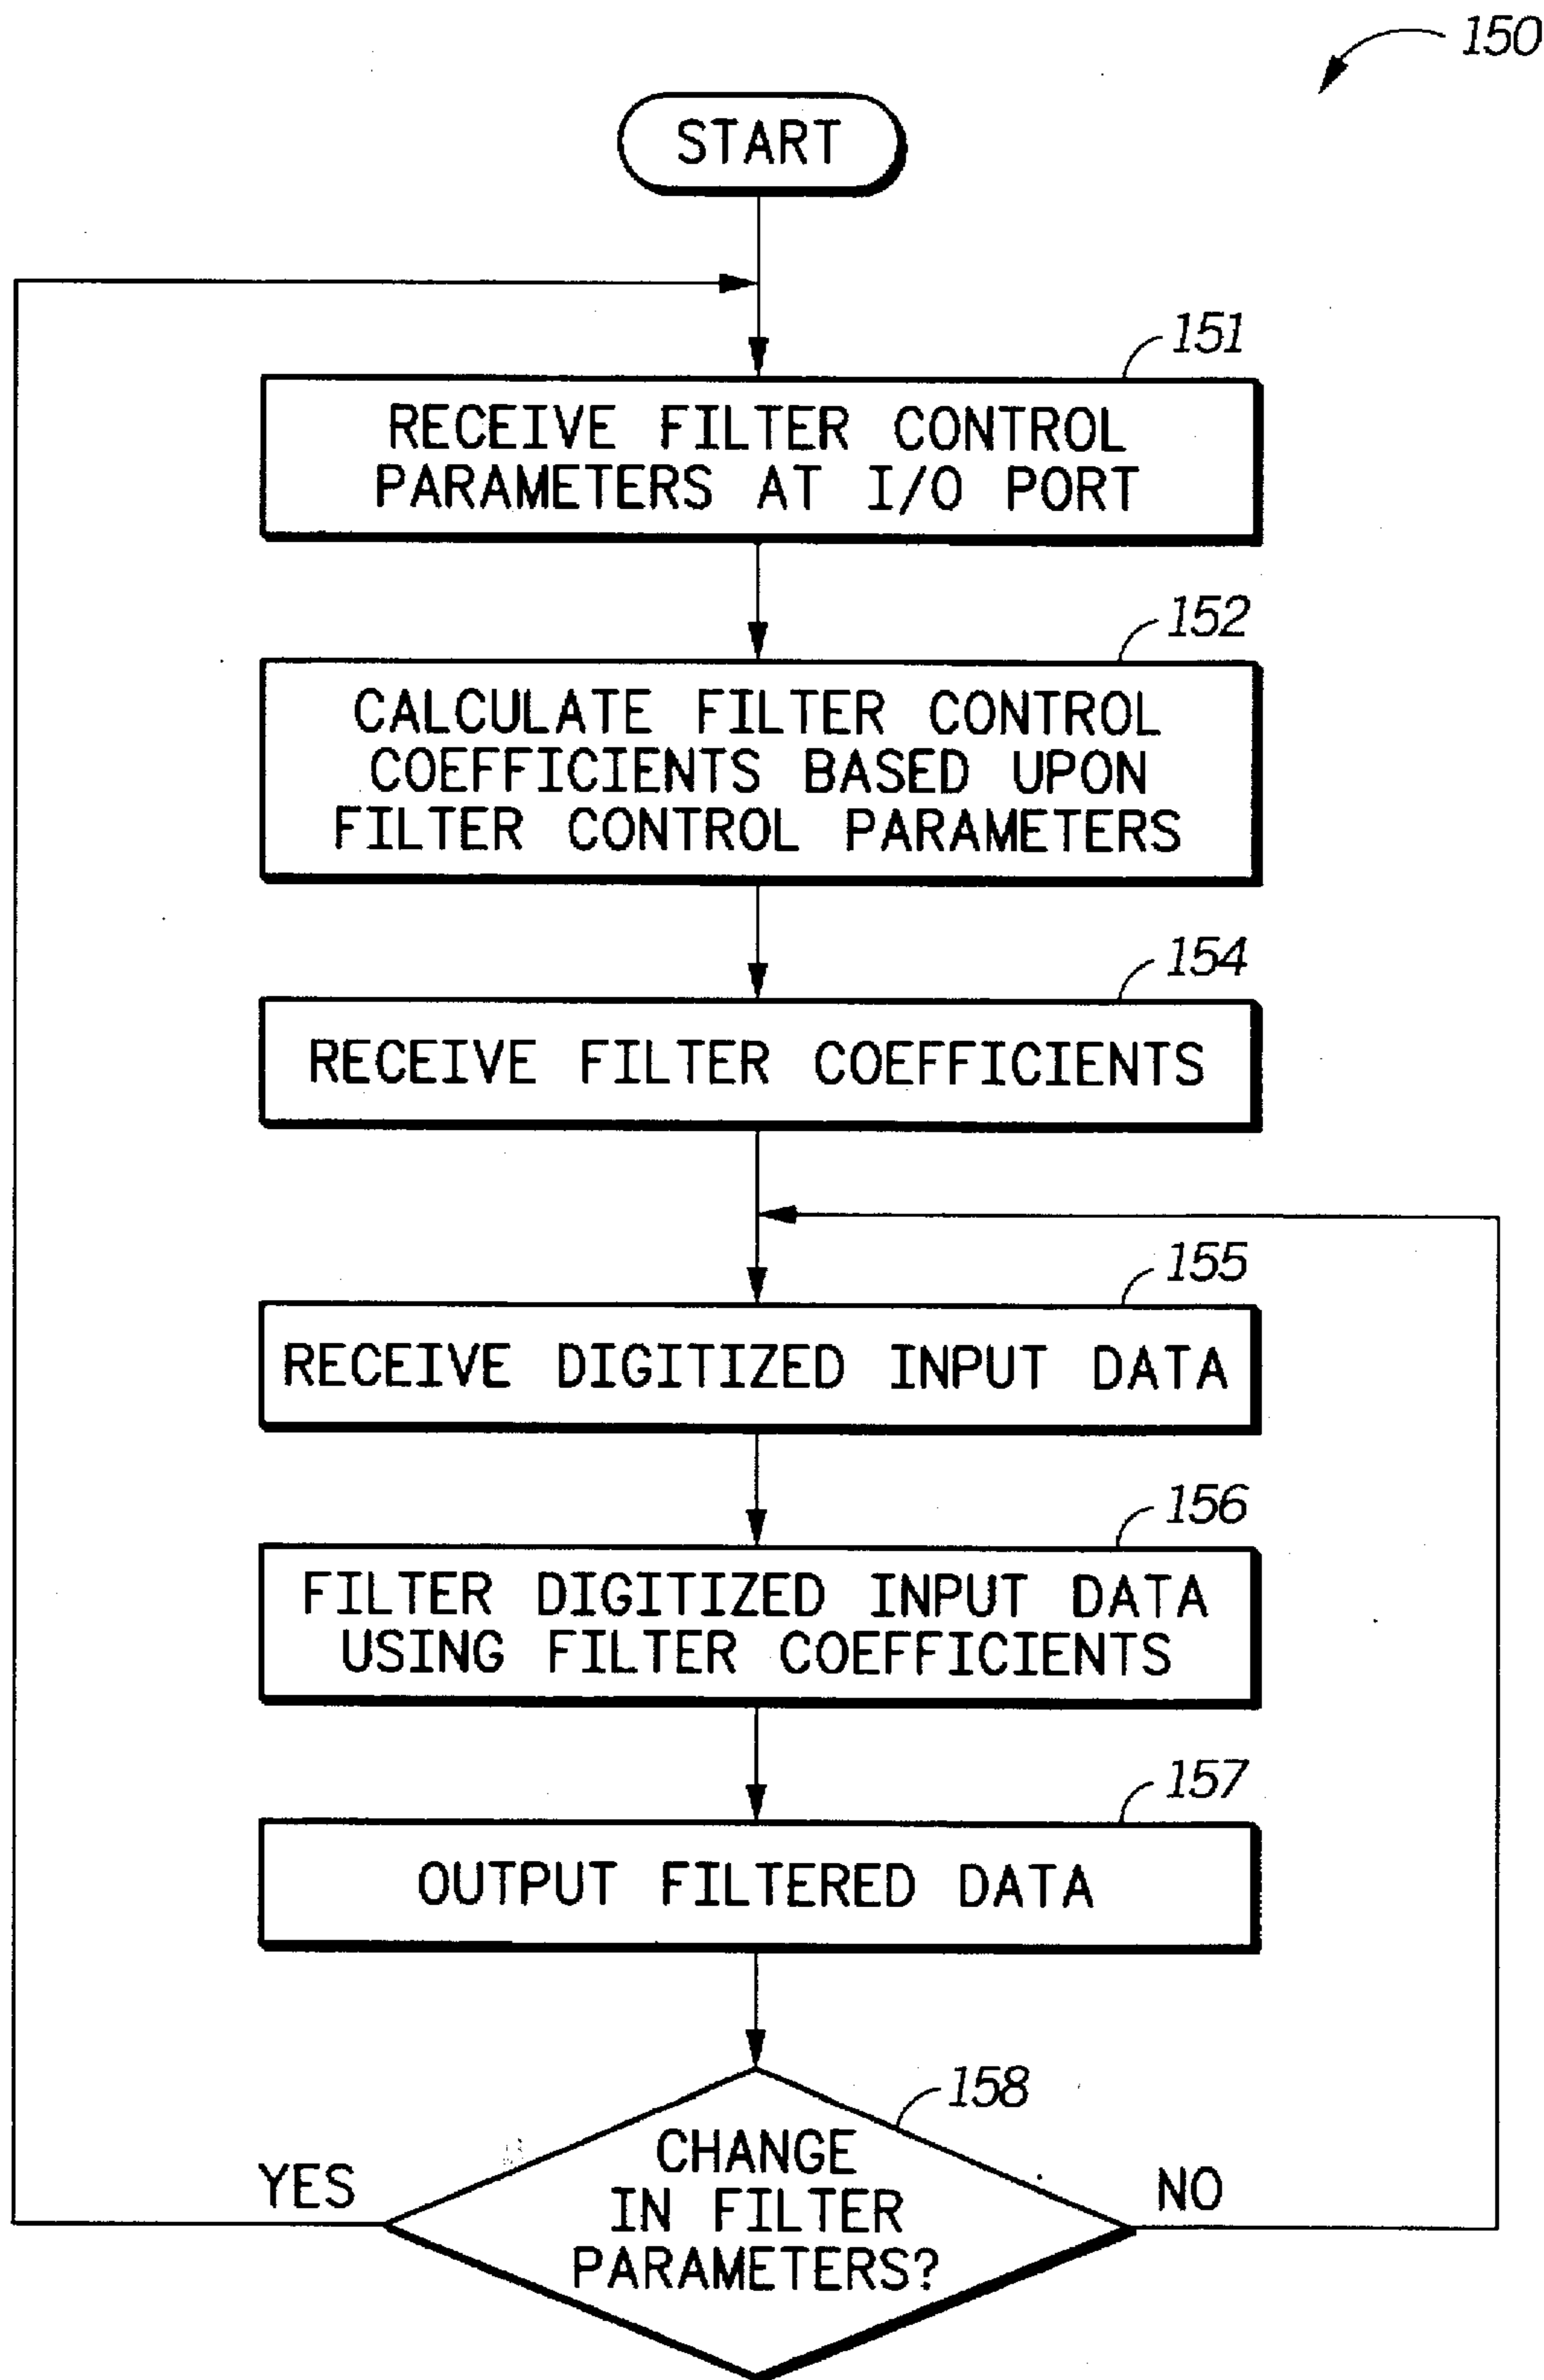 150
START
151
RECEIVE FILTER CONTROL
PARAMETERS AT I/O PORT
152
CALCULATE FILTER CONTROL
COEFFICIENTS BASED UPON
FILTER CONTROL PARAMETERS
154
RECEIVE FILTER COEFFICIENTS
155
RECEIVE DIGITIZED INPUT DATA
156
FILTER DIGITIZED INPUT DATA
USING FILTER COEFFICIENTS
157
OUTPUT FILTERED DATA
158
CHANGE
IN FILTER
PARAMETERS?
YES
NO